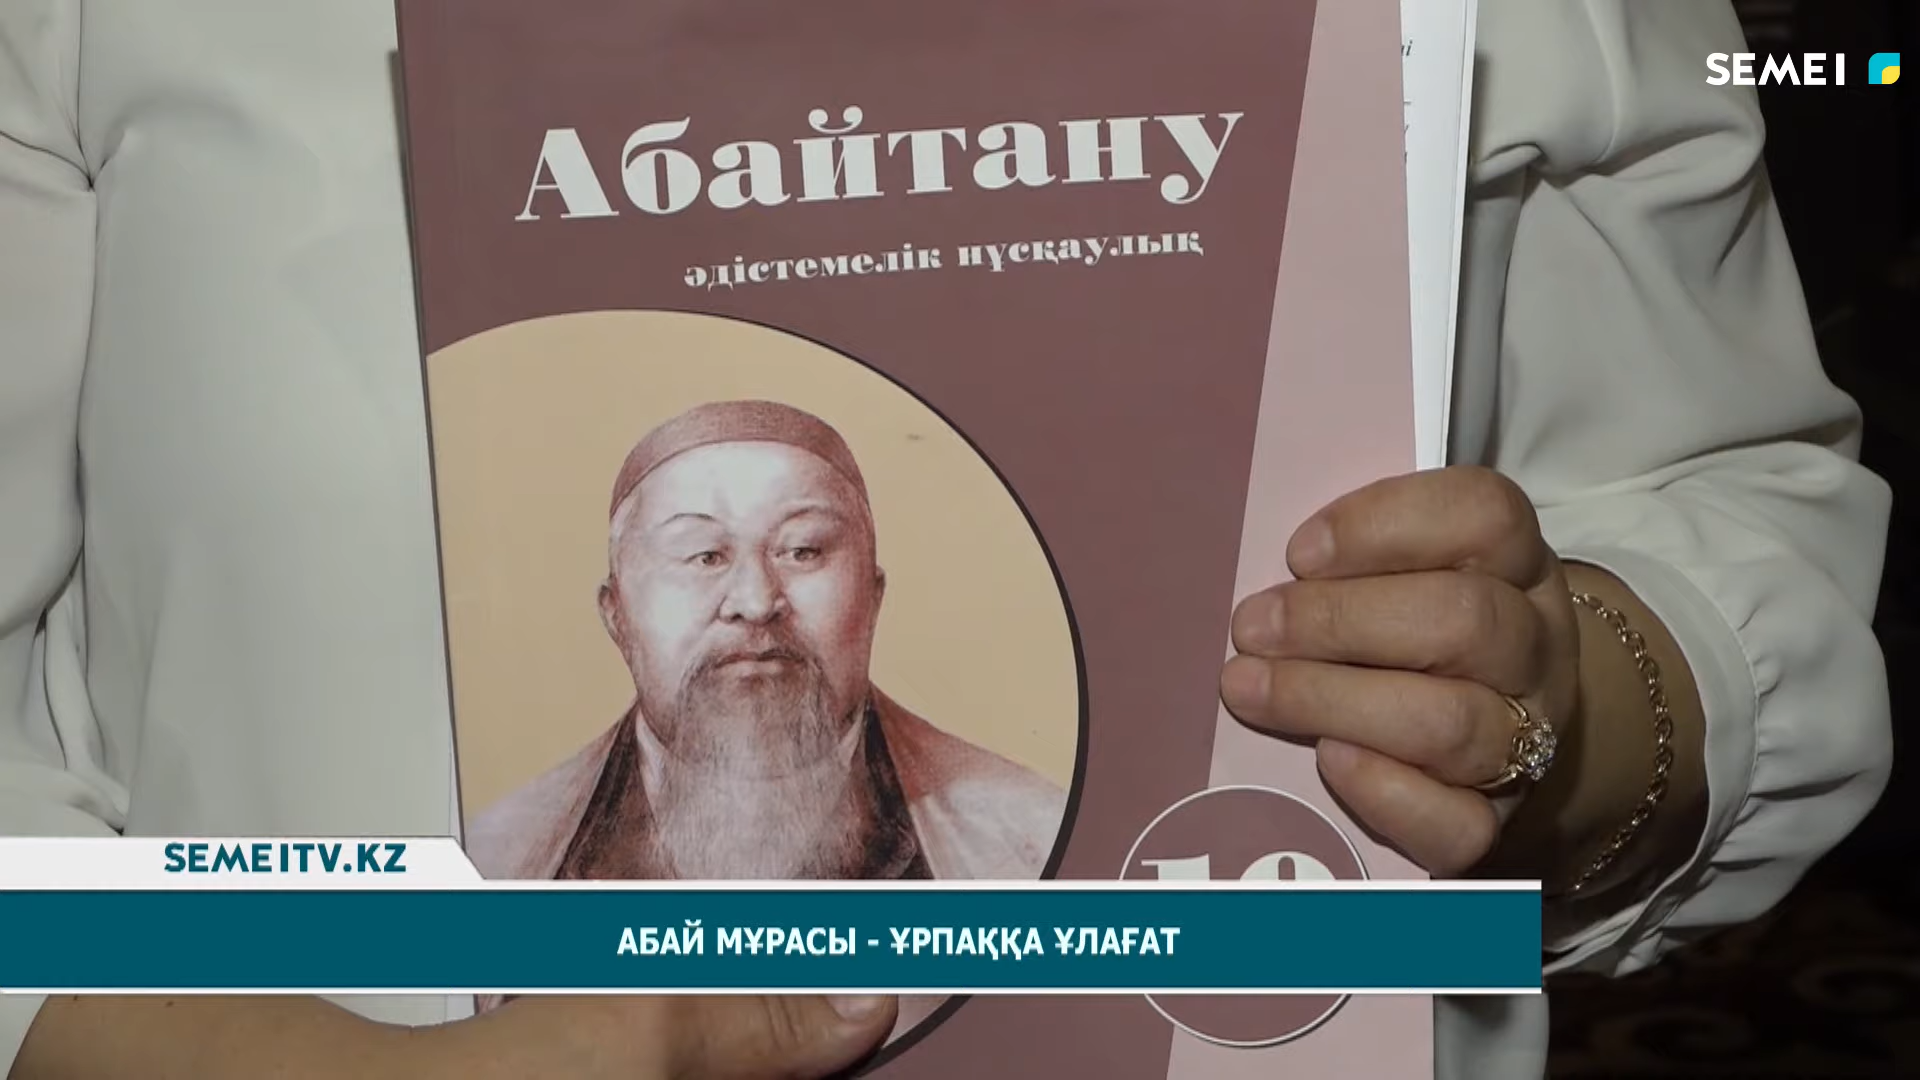 SEMEI
Абайтану
әдістемелік нұсқаулық
SEMEITV.KZ
АБАЙ МҰРАСЫ - ҰРПАҚҚА ҰЛАҒАТ